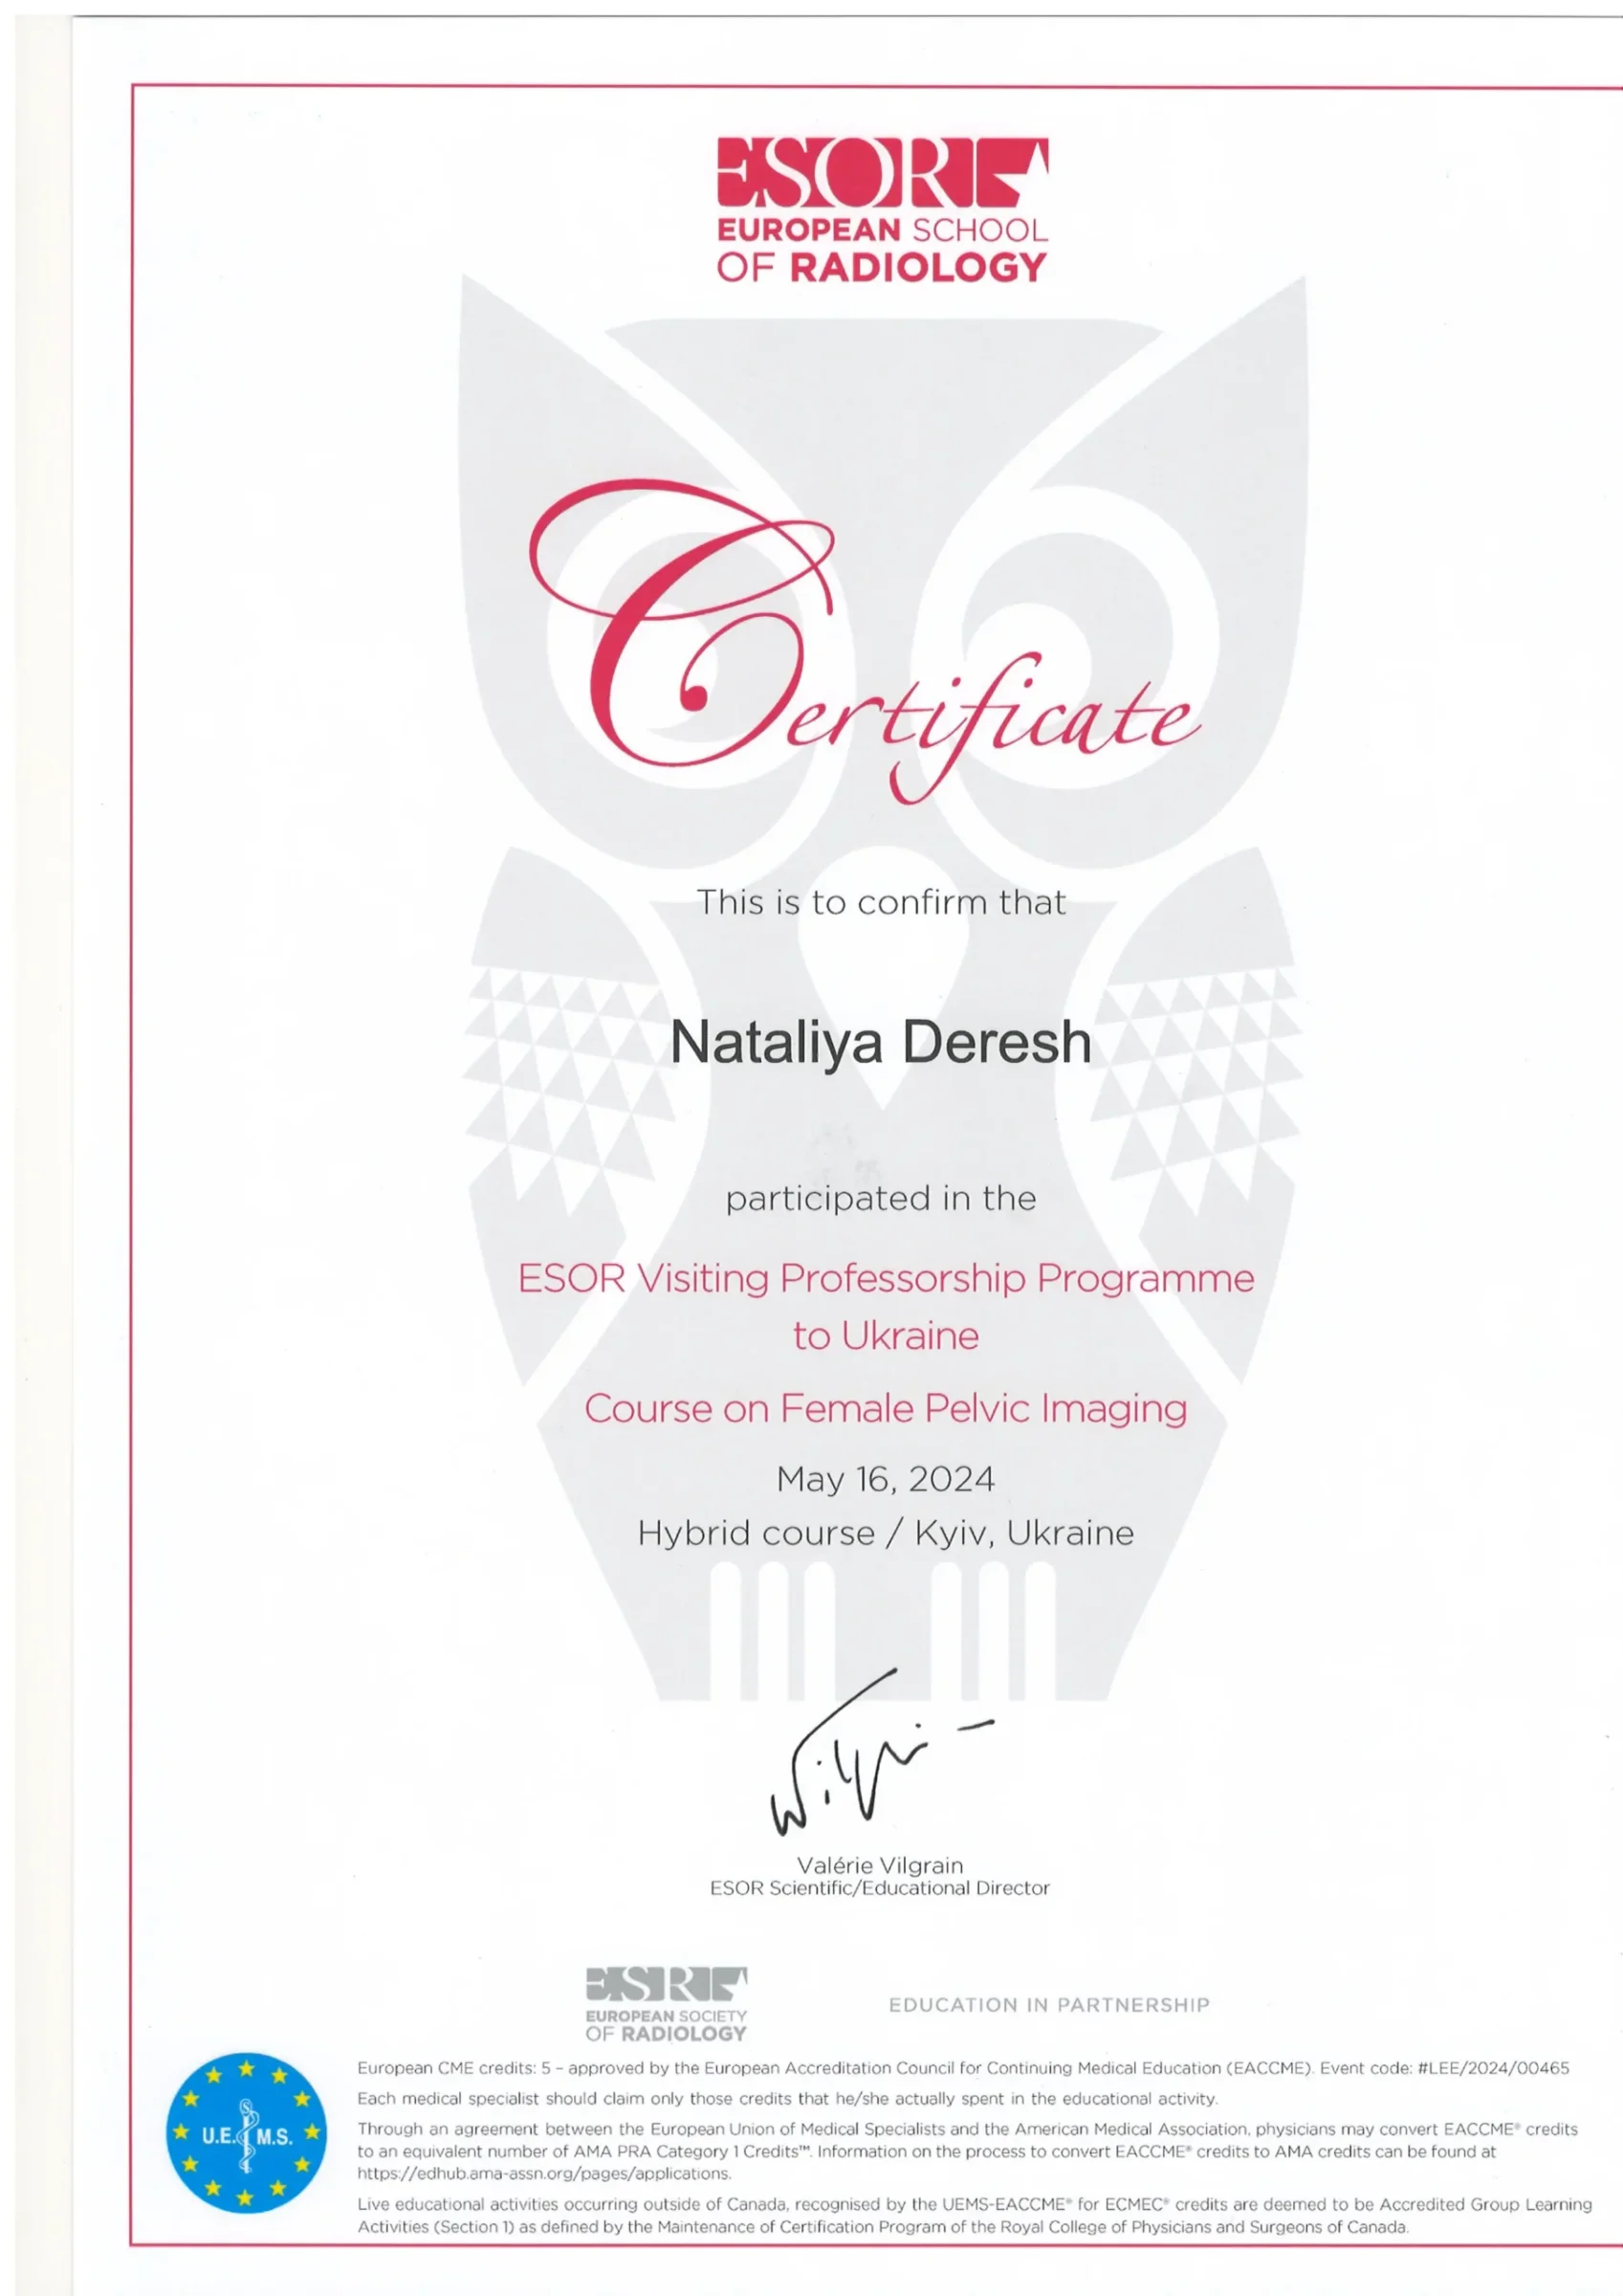 ESOR
EUROPEAN SCHOOL
OF RADIOLOGY
Certificate
This is to confirm that
Nataliya Deresh
participated in the
ESOR Visiting Professorship Programme
to Ukraine
Course on Female Pelvic Imaging
May 16, 2024
Hybrid course / Kyiv, Ukraine
Valérie Vilgrain
ESOR Scientific/Educational Director
ESR
EUROPEAN SOCIETY
OF RADIOLOGY
EDUCATION IN PARTNERSHIP
U.E.M.S.
European CME credits: 5 – approved by the European Accreditation Council for Continuing Medical Education (EACCME). Event code: #LEE/2024/00465
Each medical specialist should claim only those credits that he/she actually spent in the educational activity.
Through an agreement between the European Union of Medical Specialists and the American Medical Association, physicians may convert EACCME® credits
to an equivalent number of AMA PRA Category 1 Credits™. Information on the process to convert EACCME® credits to AMA credits can be found at
https://edhub.ama-assn.org/pages/applications.
Live educational activities occurring outside of Canada, recognised by the UEMS-EACCME® for ECMEC® credits are deemed to be Accredited Group Learning
Activities (Section 1) as defined by the Maintenance of Certification Program of the Royal College of Physicians and Surgeons of Canada.